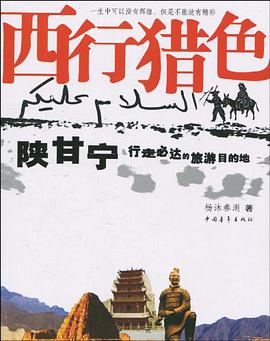 一生中可以没有辉煌，但是不能没有精彩
西行猎色
السلام عليكم
陕甘宁 行走必达的旅游目的地
杨沐春消 著
中国青年出版社